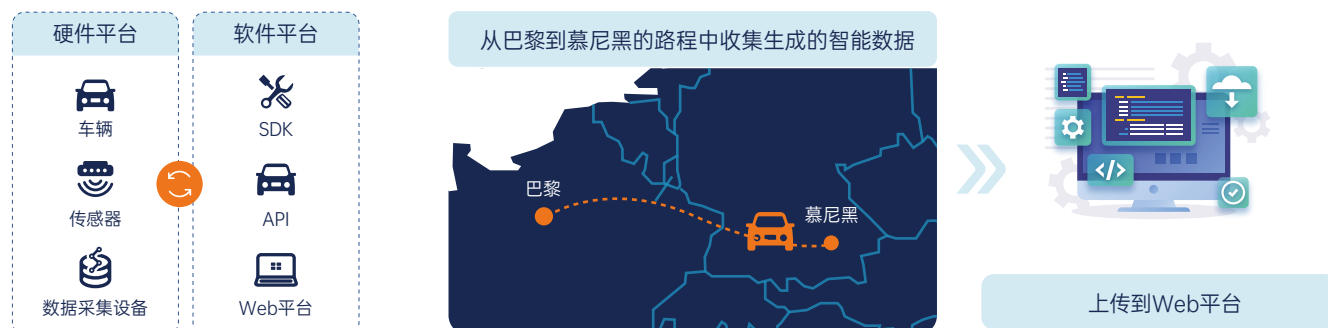 硬件平台
车辆
传感器
数据采集设备
软件平台
SDK
API
Web平台
从巴黎到慕尼黑的路程中收集生成的智能数据
巴黎
慕尼黑
</>
上传到Web平台